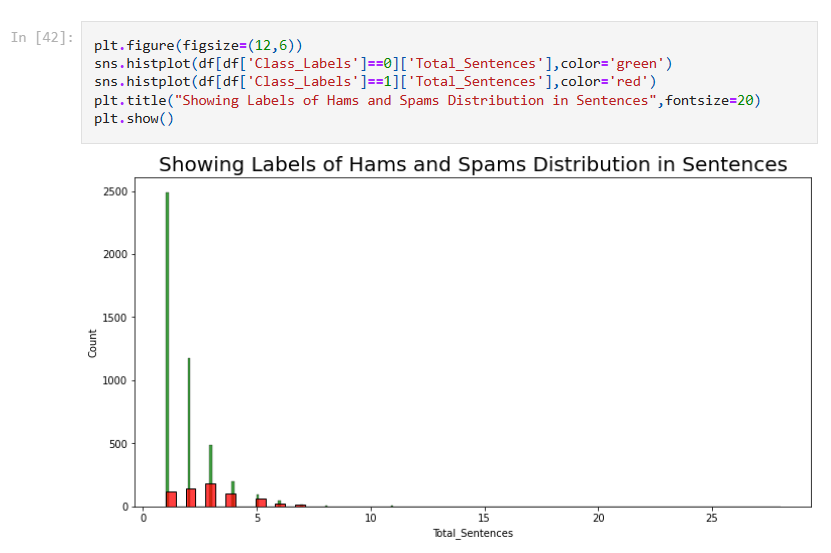 In [42]:
plt.figure(figsize=(12,6))
sns.histplot(df[df['Class_Labels']==0]['Total_Sentences'],color='green')
sns.histplot(df[df['Class_Labels']==1]['Total_Sentences'],color='red')
plt.title("Showing Labels of Hams and Spams Distribution in Sentences",fontsize=20)
plt.show()
Showing Labels of Hams and Spams Distribution in Sentences
2500
2000
1500
1000
500
0
Count
0 5 10 15 20 25
Total_Sentences